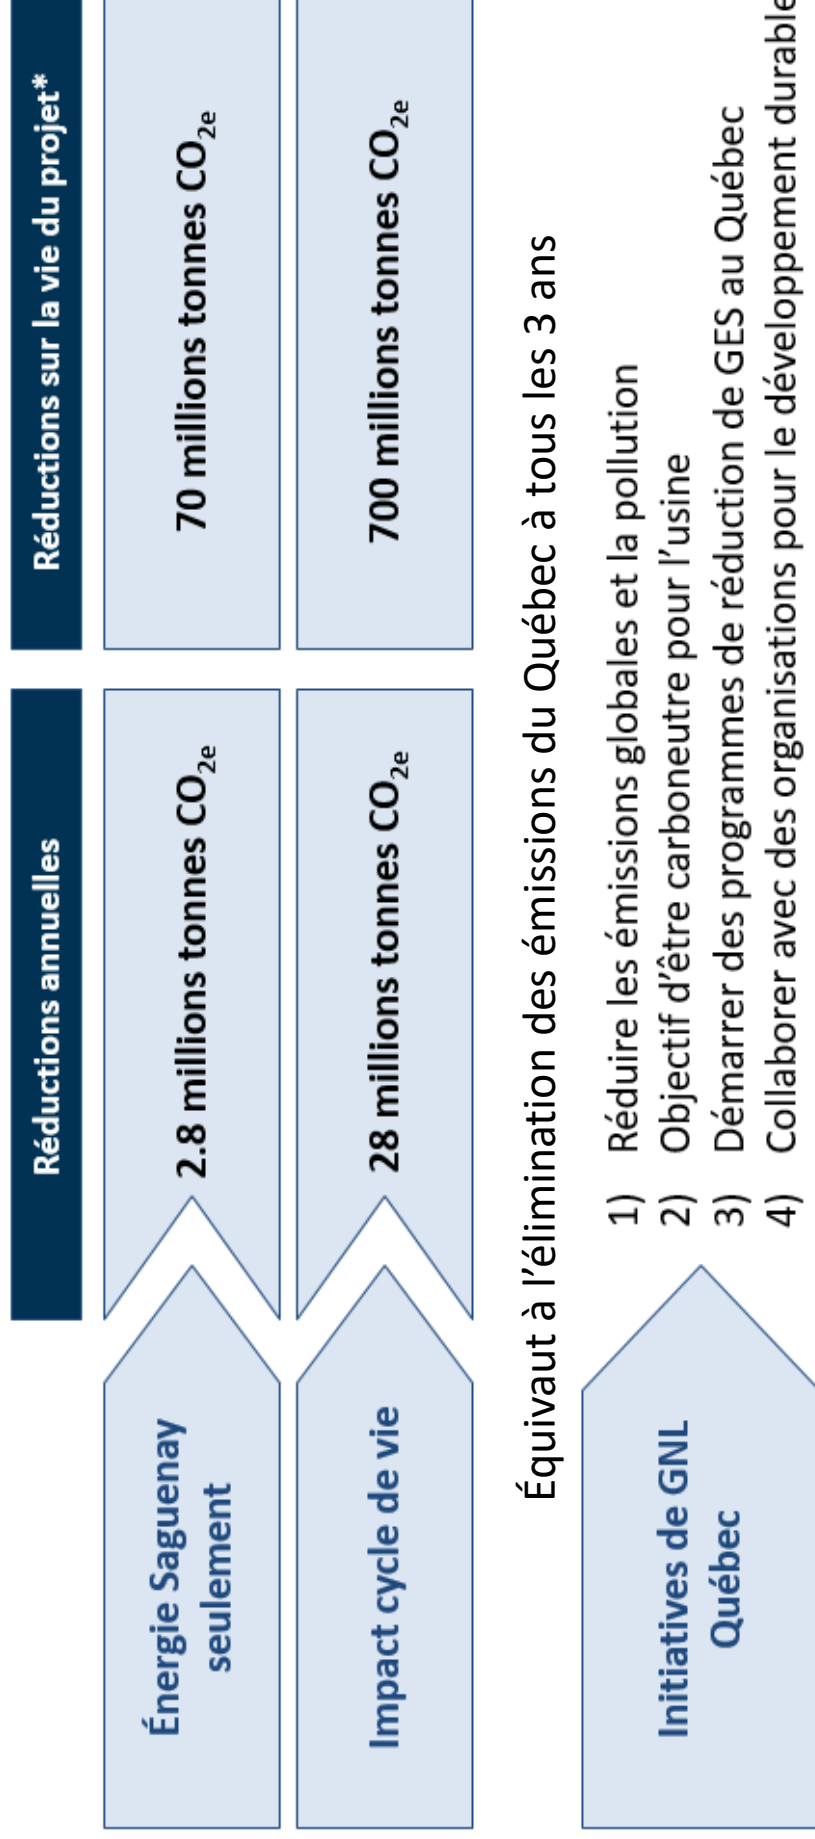 Réductions annuelles
Réductions sur la vie du projet*
Énergie Saguenay
seulement
2.8 millions tonnes CO2e
70 millions tonnes CO2e
Impact cycle de vie
28 millions tonnes CO2e
700 millions tonnes CO2e
Équivaut à l’élimination des émissions du Québec à tous les 3 ans
Initiatives de GNL
Québec
1) Réduire les émissions globales et la pollution
2) Objectif d’être carboneutre pour l’usine
3) Démarrer des programmes de réduction de GES au Québec
4) Collaborer avec des organisations pour le développement durable